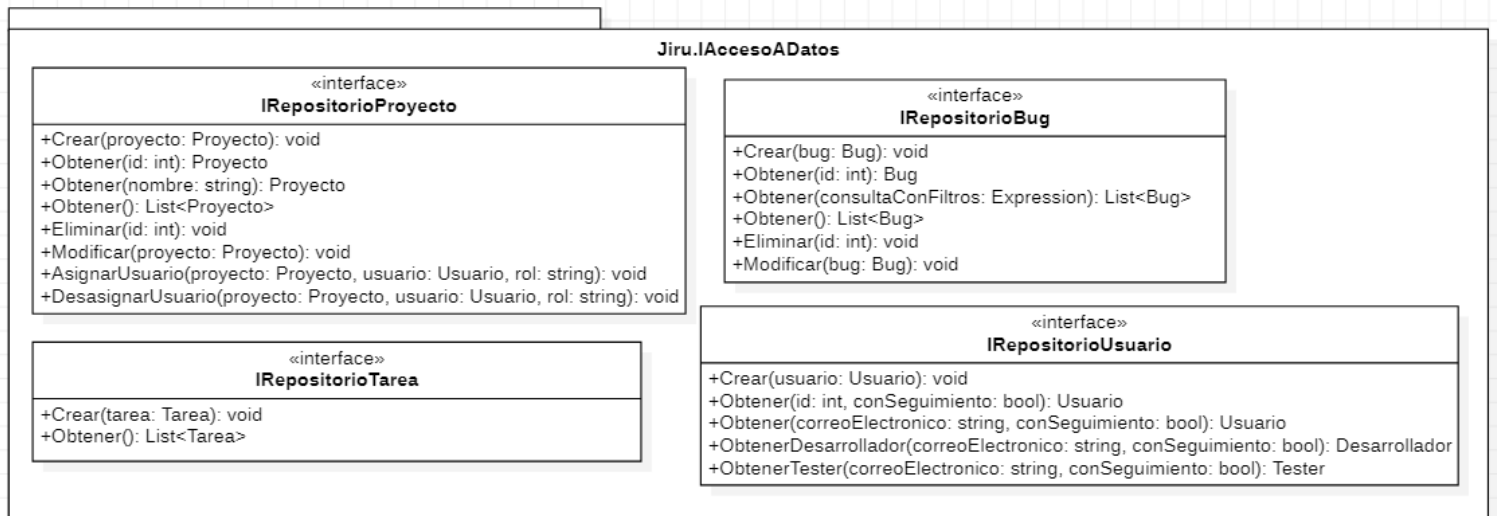 Jiru.IAccesoADatos
«interface»
IRepositorioProyecto
+Crear(proyecto: Proyecto): void
+Obtener(id: int): Proyecto
+Obtener(nombre: string): Proyecto
+Obtener(): List<Proyecto>
+Eliminar(id: int): void
+Modificar(proyecto: Proyecto): void
+AsignarUsuario(proyecto: Proyecto, usuario: Usuario, rol: string): void
+DesasignarUsuario(proyecto: Proyecto, usuario: Usuario, rol: string): void
«interface»
IRepositorioBug
+Crear(bug: Bug): void
+Obtener(id: int): Bug
+Obtener(consultaConFiltros: Expression): List<Bug>
+Obtener(): List<Bug>
+Eliminar(id: int): void
+Modificar(bug: Bug): void
«interface»
IRepositorioTarea
+Crear(tarea: Tarea): void
+Obtener(): List<Tarea>
«interface»
IRepositorioUsuario
+Crear(usuario: Usuario): void
+Obtener(id: int, conSeguimiento: bool): Usuario
+Obtener(correoElectronico: string, conSeguimiento: bool): Usuario
+ObtenerDesarrollador(correoElectronico: string, conSeguimiento: bool): Desarrollador
+ObtenerTester(correoElectronico: string, conSeguimiento: bool): Tester